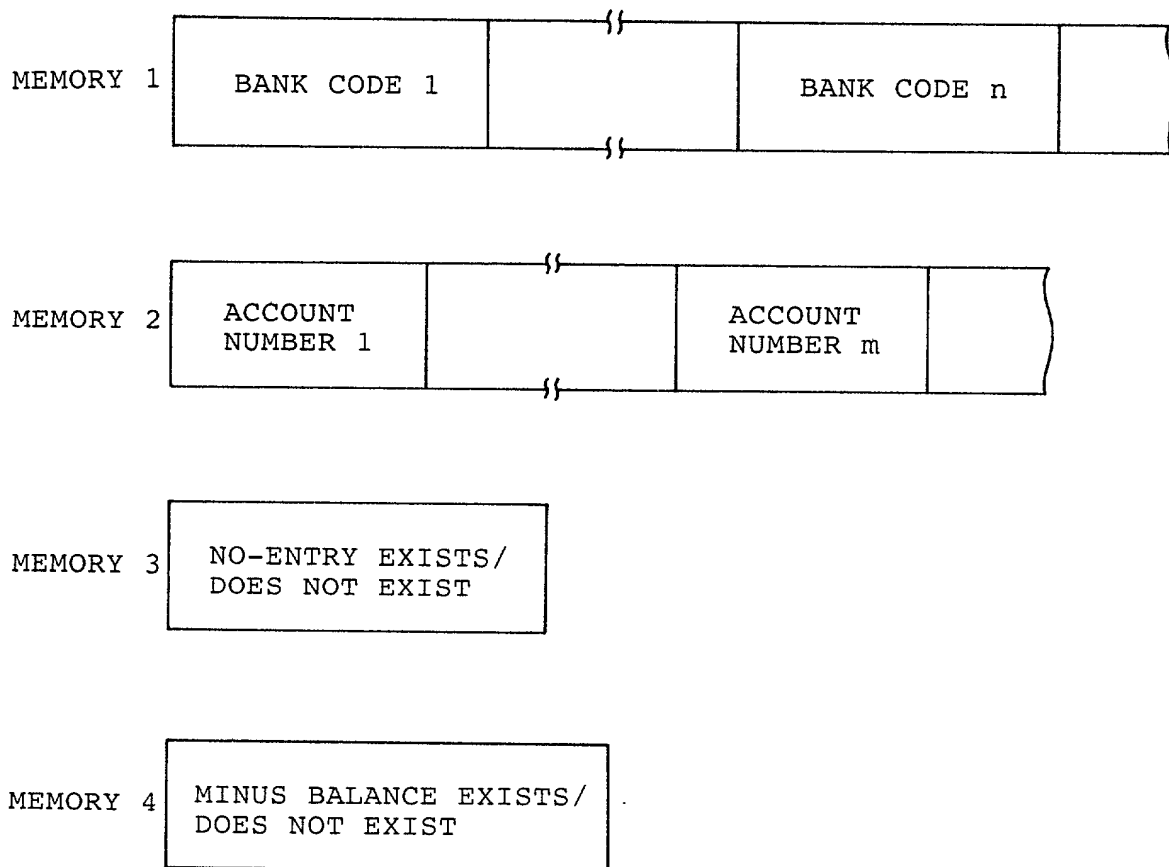 MEMORY 1
BANK CODE 1
BANK CODE n
MEMORY 2
ACCOUNT
NUMBER 1
ACCOUNT
NUMBER m
MEMORY 3
NO-ENTRY EXISTS/
DOES NOT EXIST
MEMORY 4
MINUS BALANCE EXISTS/
DOES NOT EXIST